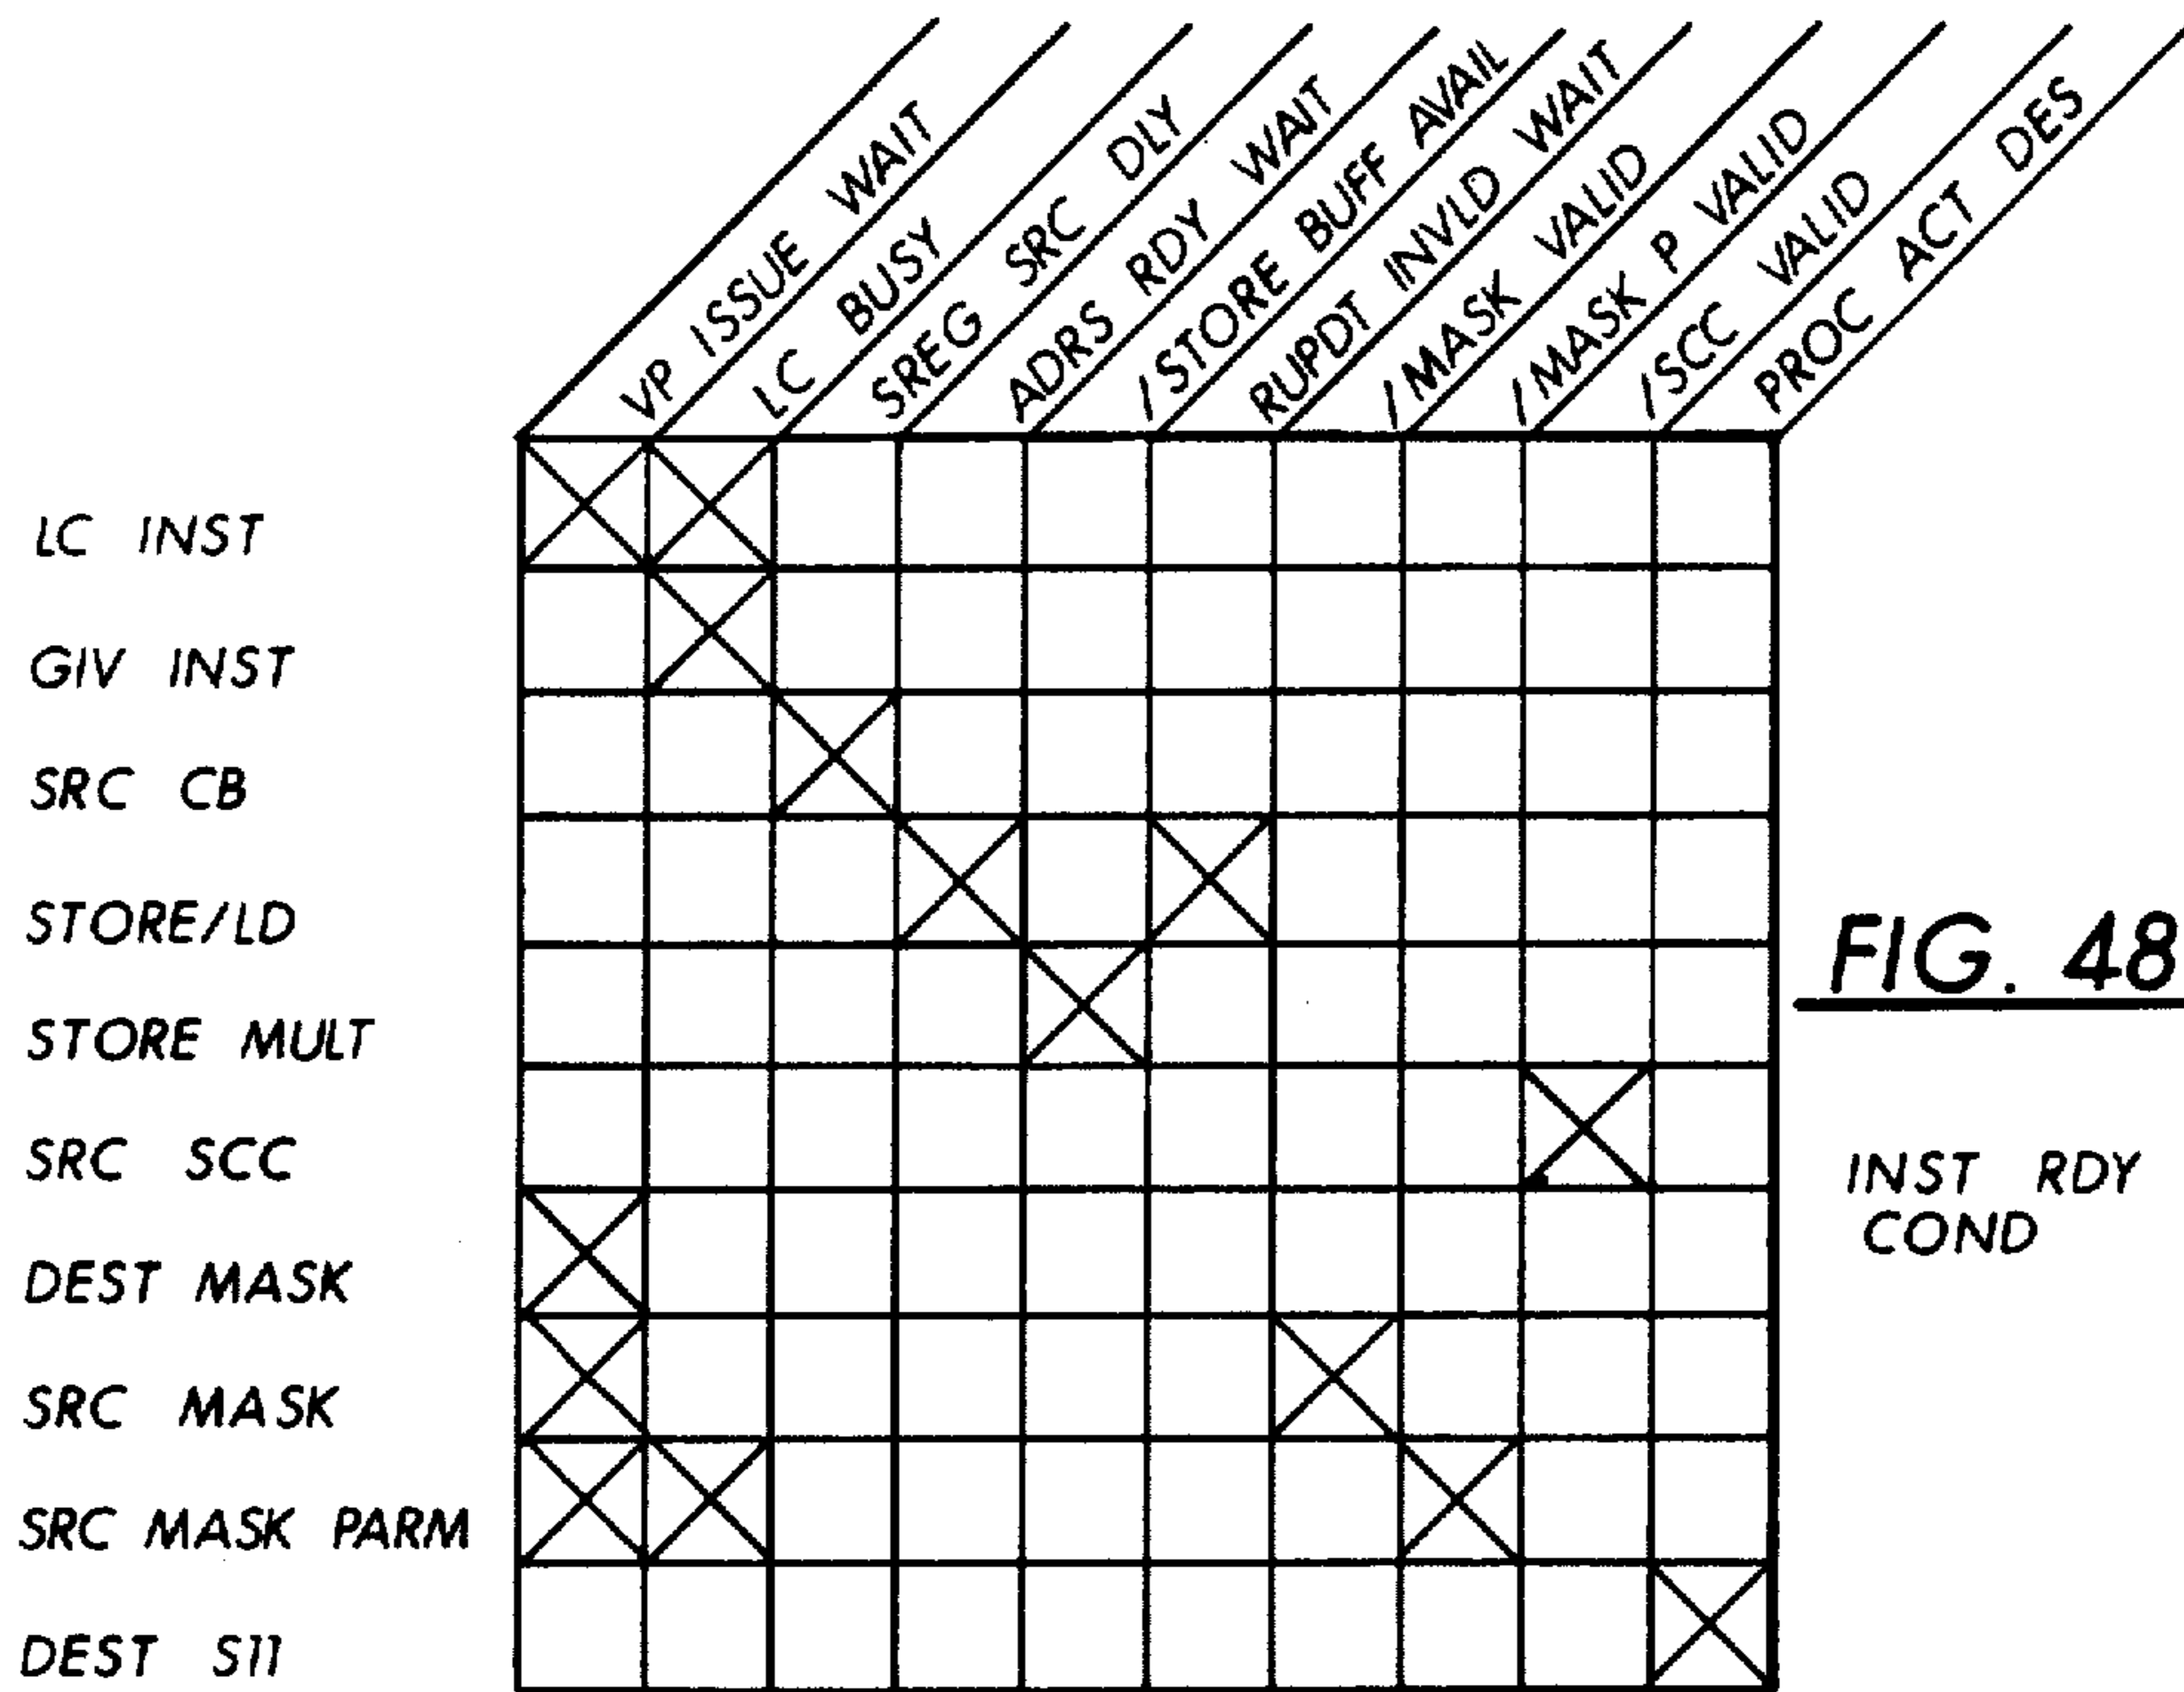 VP ISSUE WAIT
LC BUSY
SREG SRC DLY
ADRS RDY WAIT
/STORE BUFF AVAIL
RUPDT INVLD WAIT
/MASK VALID
/MASK P VALID
/SCC VALID
PROC ACT DES
LC INST
GIV INST
SRC CB
STORE/LD
STORE MULT
SRC SCC
DEST MASK
SRC MASK
SRC MASK PARM
DEST S11
FIG. 48
INST RDY
COND